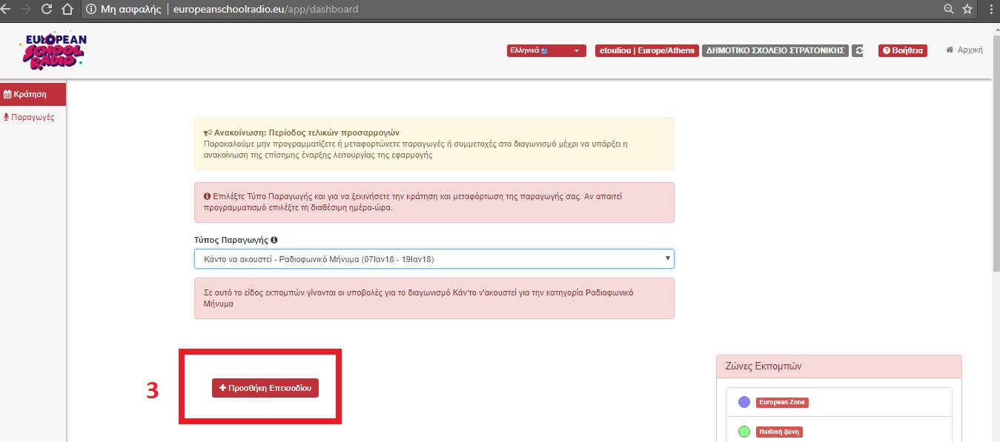 Μη ασφαλής | europeanschoolradio.eu/app/dashboard
EUROPEAN
SCHOOL
RADIO
Ελληνικά
etouliou | Europe/Athens
ΔΗΜΟΤΙΚΟ ΣΧΟΛΕΙΟ ΣΤΡΑΤΟΝΙΚΗΣ
Βοήθεια
Αρχική
Κράτηση
Παραγωγές
Ανακοίνωση: Περίοδος τελικών προσαρμογών
Παρακαλούμε μην προγραμματίζετε ή μεταφορτώνετε παραγωγές ή συμμετοχές στο διαγωνισμό μέχρι να υπάρξει η
ανακοίνωση της επίσημης έναρξης λειτουργίας της εφαρμογής
Επιλέξτε Τύπο Παραγωγής και για να ξεκινήσετε την κράτηση και μεταφόρτωση της παραγωγής σας. Αν απαιτεί
προγραμματισμό επιλέξτε τη διαθέσιμη ημέρα-ώρα.
Τύπος Παραγωγής
Κάντο να ακουστεί - Ραδιοφωνικό Μήνυμα (07Ιαν18 - 19Ιαν18)
Σε αυτό το είδος εκπομπών γίνονται οι υποβολές για το διαγωνισμό Κάν'το ν'ακουστεί για την κατηγορία Ραδιοφωνικό
Μήνυμα
3
+ Προσθήκη Επεισοδίου
Ζώνες Εκπομπών
European Zone
Παιδική ζώνη